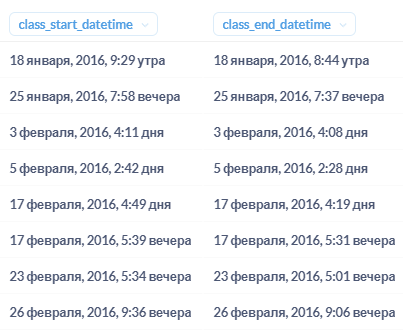 class_start_datetime class_end_datetime
18 января, 2016, 9:29 утра 18 января, 2016, 8:44 утра
25 января, 2016, 7:58 вечера 25 января, 2016, 7:37 вечера
3 февраля, 2016, 4:11 дня 3 февраля, 2016, 4:08 дня
5 февраля, 2016, 2:42 дня 5 февраля, 2016, 2:28 дня
17 февраля, 2016, 4:49 дня 17 февраля, 2016, 4:19 дня
17 февраля, 2016, 5:39 вечера 17 февраля, 2016, 5:31 вечера
23 февраля, 2016, 5:34 вечера 23 февраля, 2016, 5:01 вечера
26 февраля, 2016, 9:36 вечера 26 февраля, 2016, 9:06 вечера